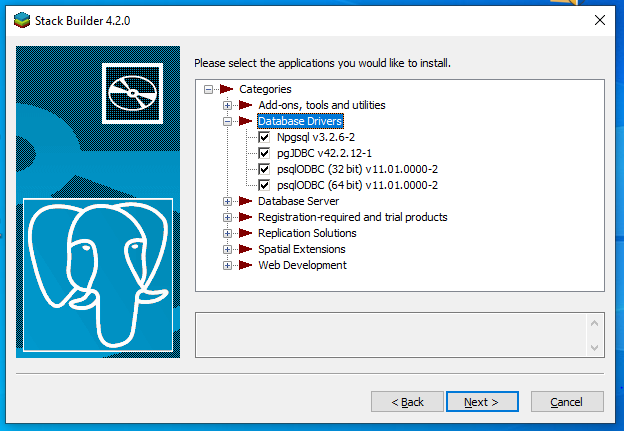 Stack Builder 4.2.0
Please select the applications you would like to install.
Categories
Add-ons, tools and utilities
Database Drivers
Npgsql v3.2.6-2
pgJDBC v42.2.12-1
psqlODBC (32 bit) v11.01.0000-2
psqlODBC (64 bit) v11.01.0000-2
Database Server
Registration-required and trial products
Replication Solutions
Spatial Extensions
Web Development
< Back
Next >
Cancel